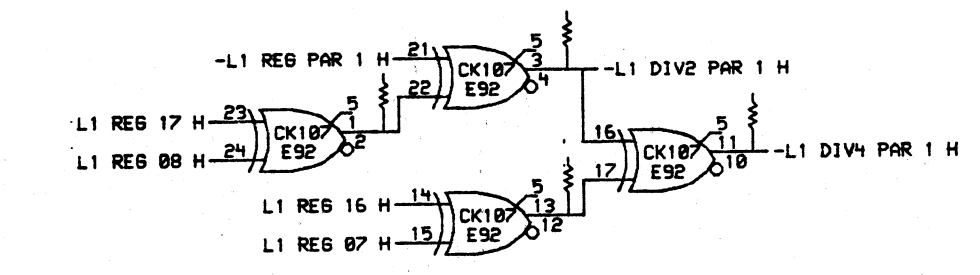 -L1 REG PAR 1 H 21 CK107 5 3
22 E92 4 -L1 DIV2 PAR 1 H
L1 REG 17 H 23 CK107 5 1
L1 REG 08 H 24 E92 2
16 CK107 5 11 -L1 DIV4 PAR 1 H
17 E92 10
L1 REG 16 H 14 CK107 5 13
L1 REG 07 H 15 E92 12